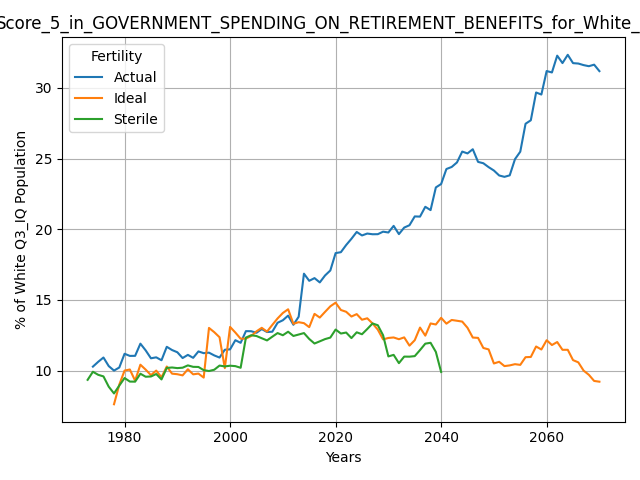 Score_5_in_GOVERNMENT_SPENDING_ON_RETIREMENT_BENEFITS_for_White_
Fertility
Actual
Ideal
Sterile
% of White Q3_IQ Population
30
25
20
15
10
1980
2000
2020
2040
2060
Years